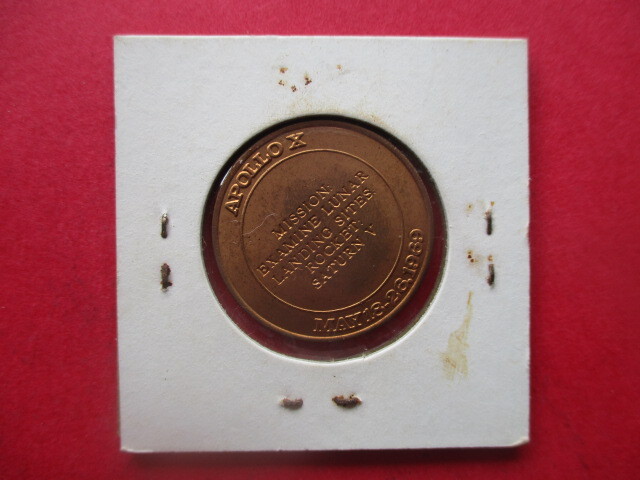 APOLLO X
MISSION:
EXAMINE LUNAR
LANDING SITES
ROCKET:
SATURN V
MAY 18-26, 1969